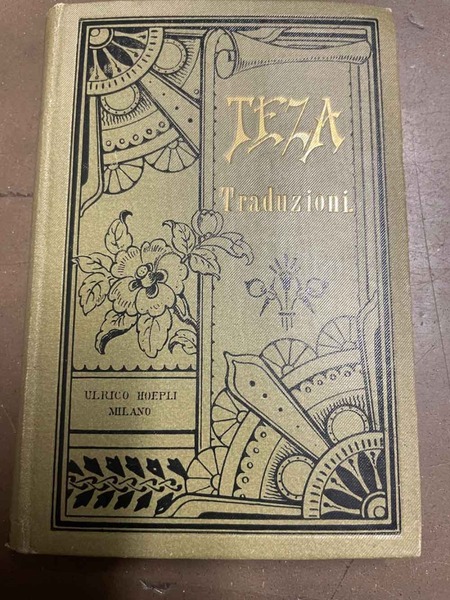 TEZA
Traduzioni.
ULRICO HOEPLI
MILANO